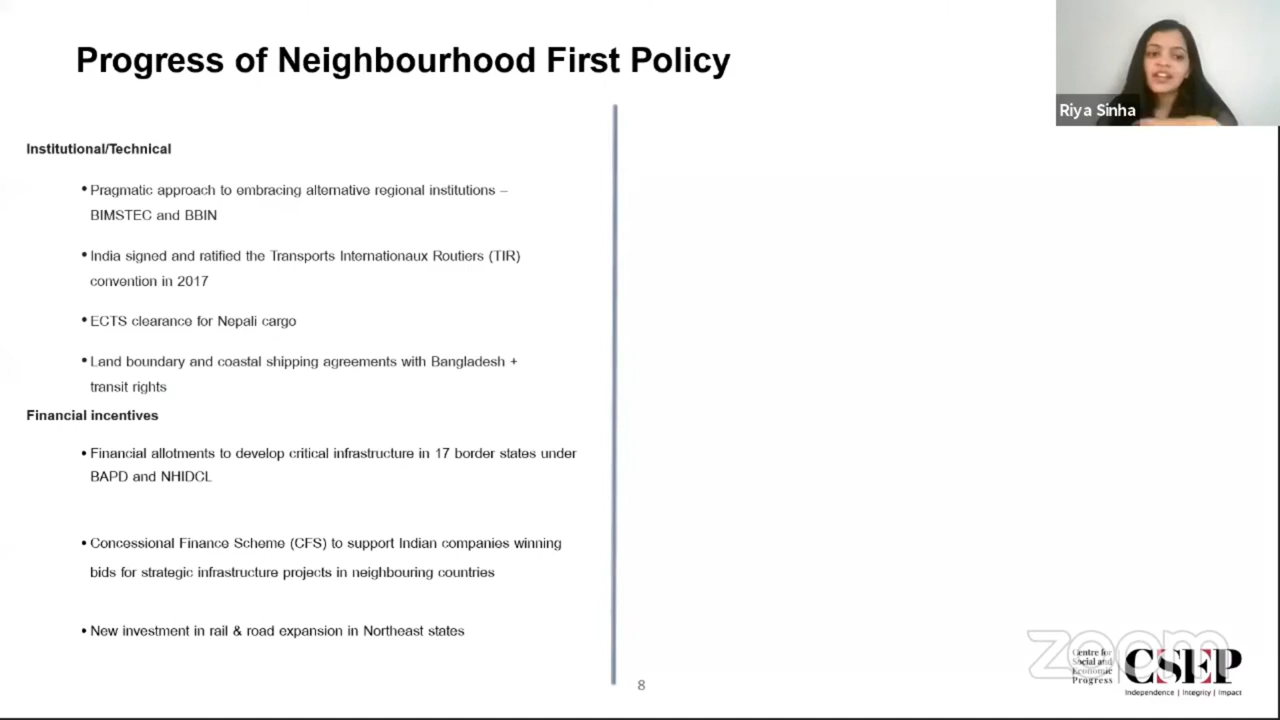 Progress of Neighbourhood First Policy
Riya Sinha
Institutional/Technical
• Pragmatic approach to embracing alternative regional institutions –
BIMSTEC and BBIN
• India signed and ratified the Transports Internationaux Routiers (TIR)
convention in 2017
• ECTS clearance for Nepali cargo
• Land boundary and coastal shipping agreements with Bangladesh +
transit rights
Financial incentives
• Financial allotments to develop critical infrastructure in 17 border states under
BAPD and NHIDCL
• Concessional Finance Scheme (CFS) to support Indian companies winning
bids for strategic infrastructure projects in neighbouring countries
• New investment in rail & road expansion in Northeast states
8
zoom
Centre for
Social and
Economic
Progress
CSEP
Independence | Integrity | Impact